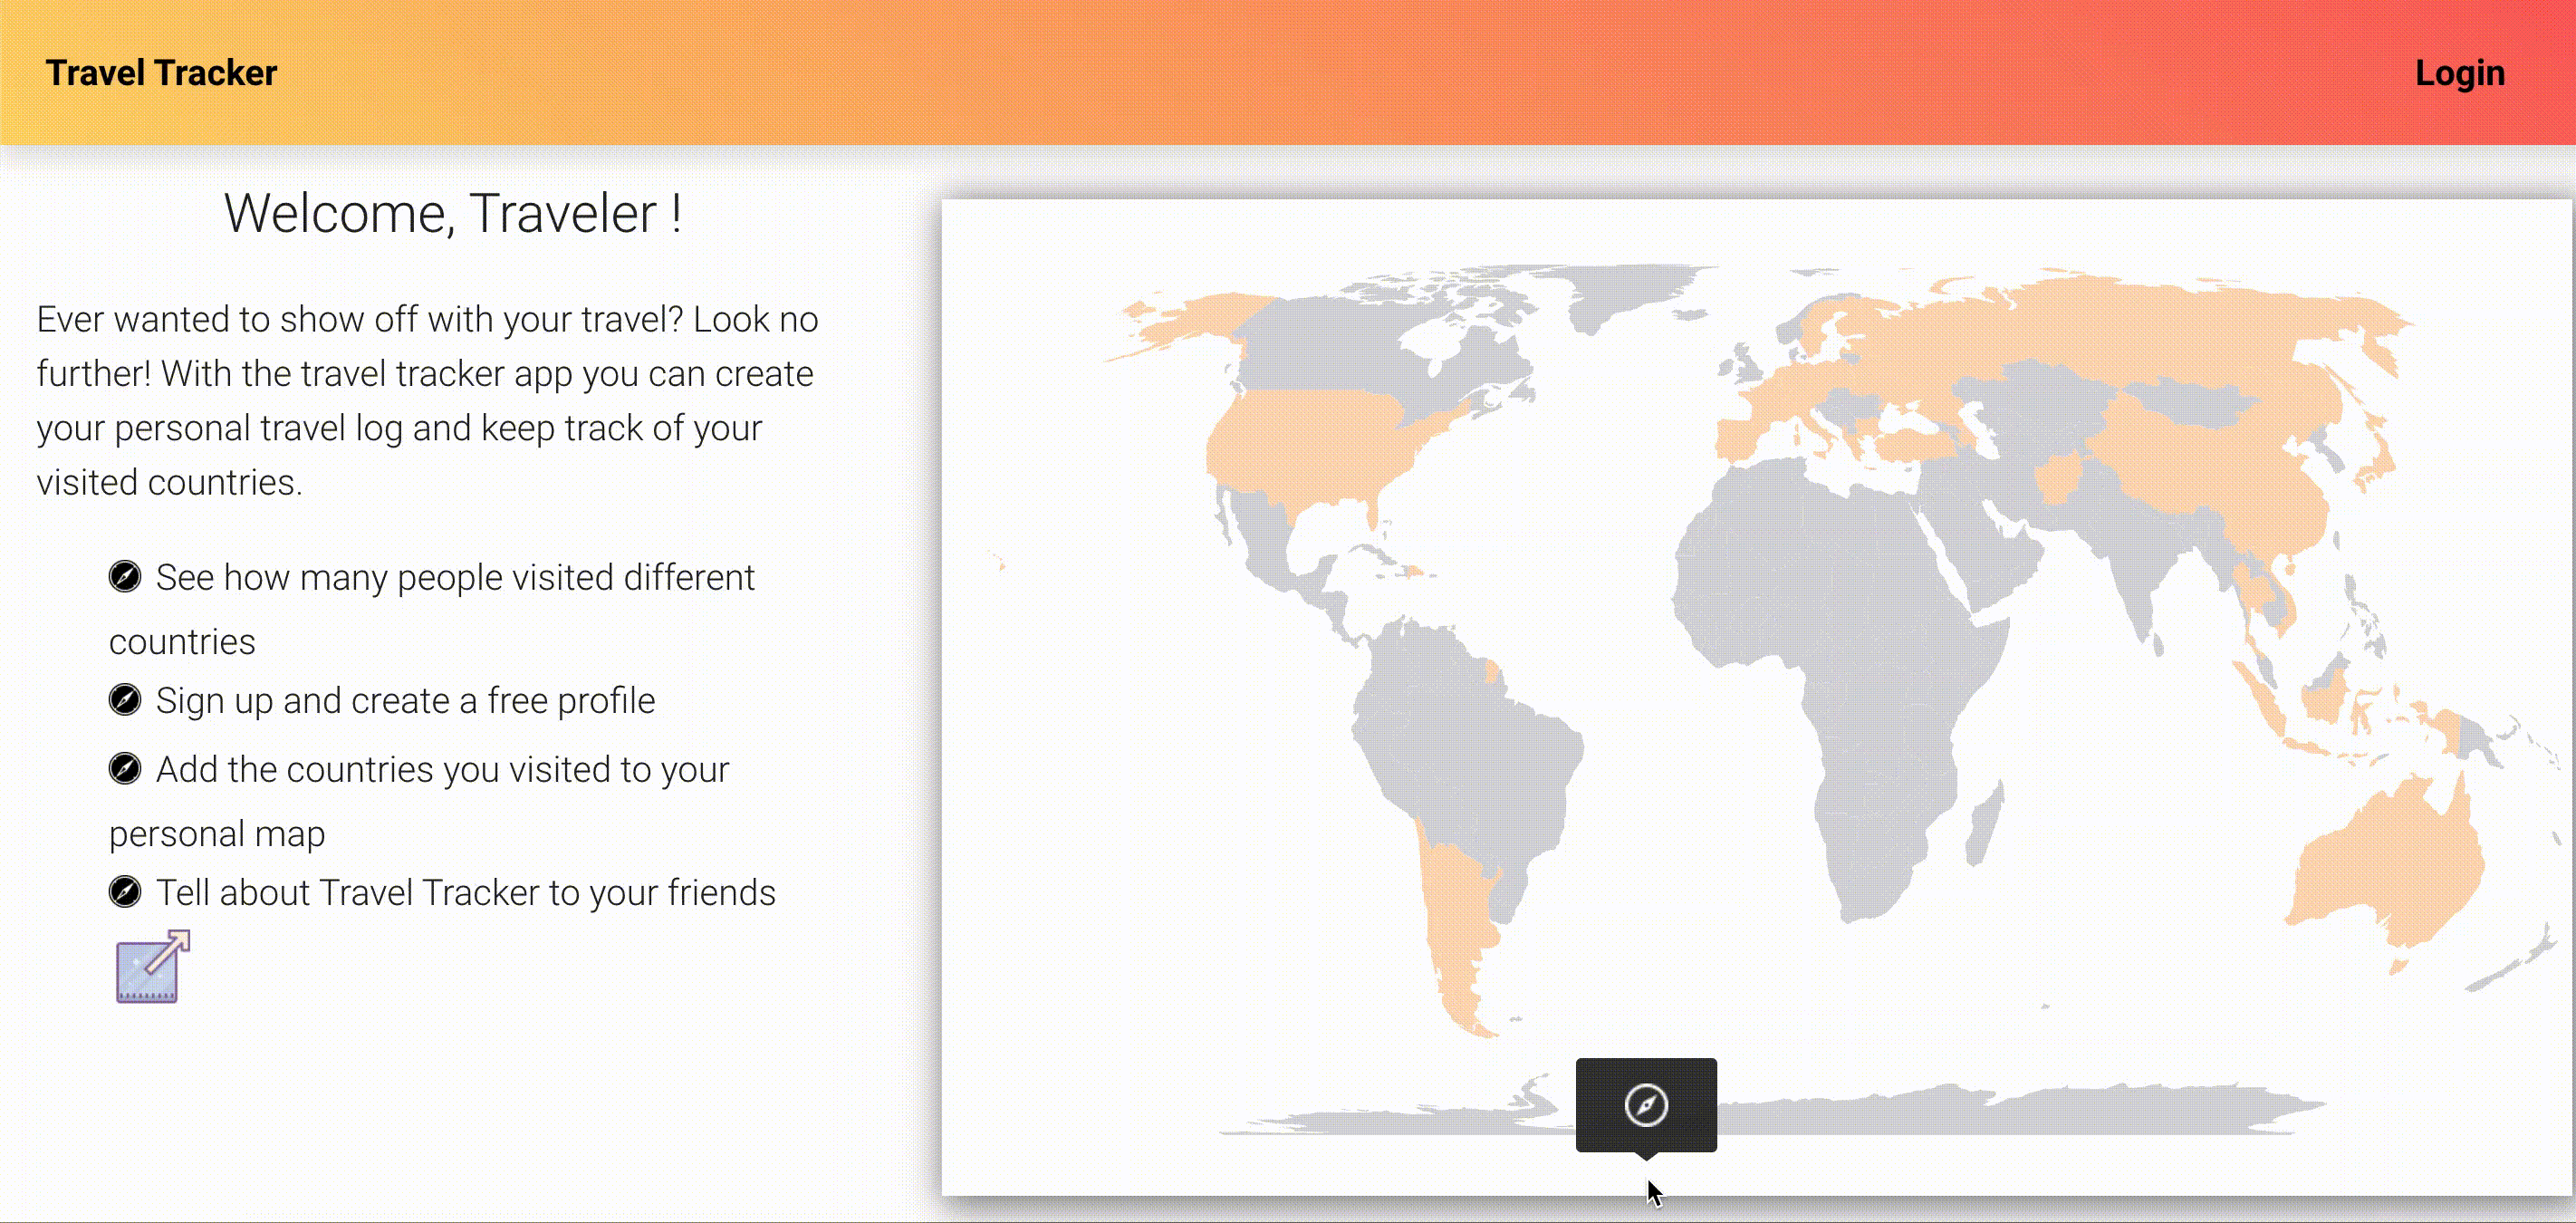 Travel Tracker
Login
Welcome, Traveler !
Ever wanted to show off with your travel? Look no
further! With the travel tracker app you can create
your personal travel log and keep track of your
visited countries.
See how many people visited different
countries
Sign up and create a free profile
Add the countries you visited to your
personal map
Tell about Travel Tracker to your friends